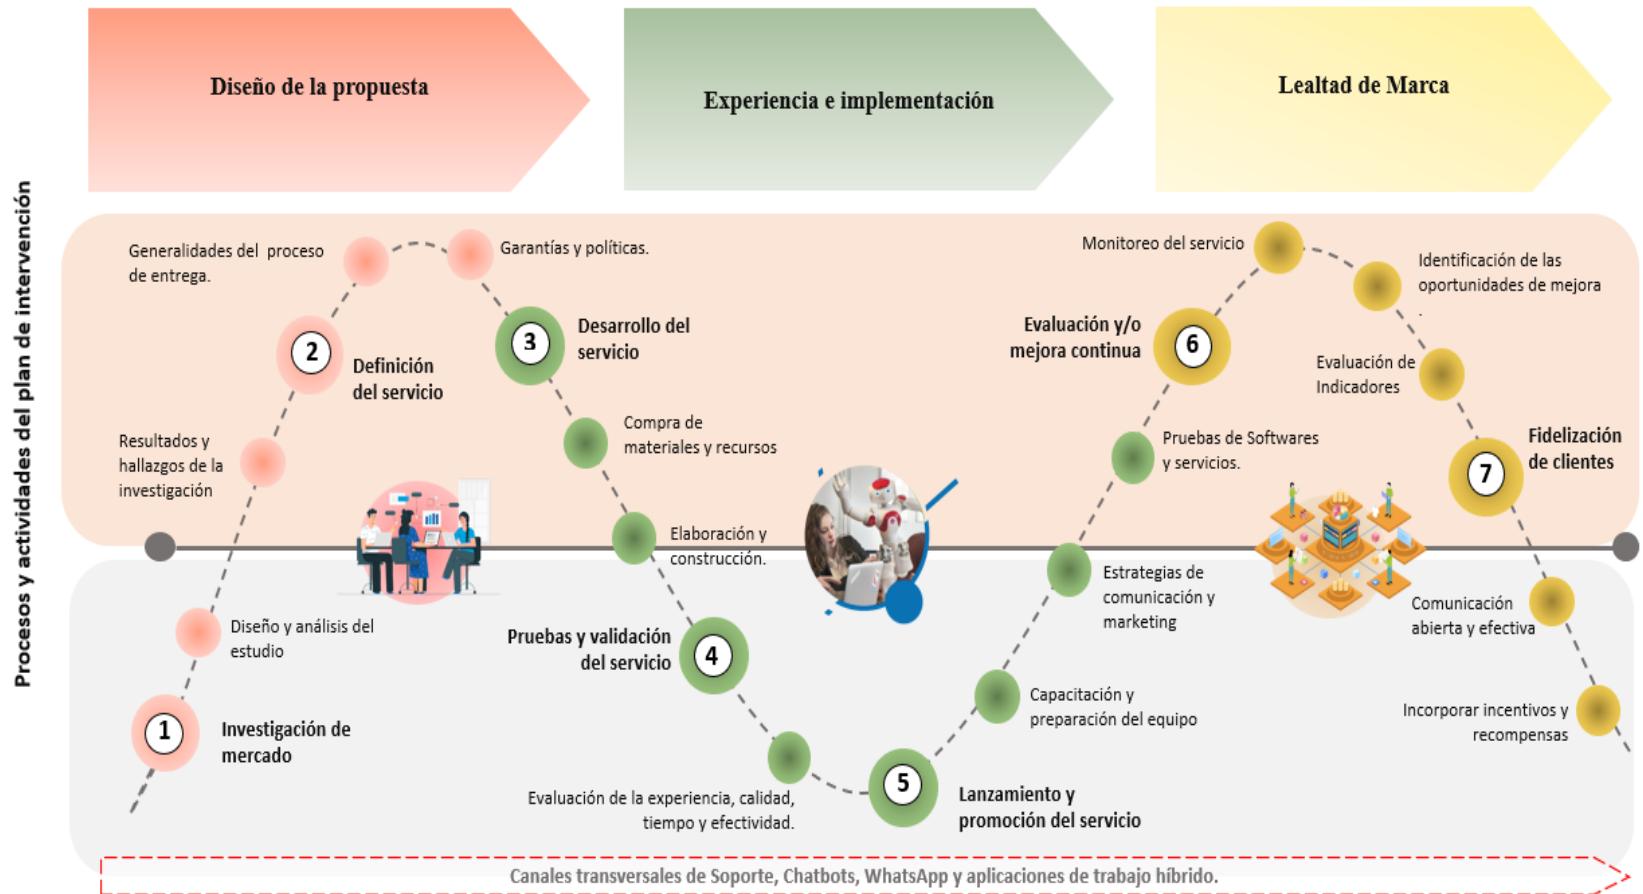 Diseño de la propuesta
Experiencia e implementación
Lealtad de Marca
Procesos y actividades del plan de intervención
Generalidades del proceso
de entrega.
Garantías y políticas.
2
Definición
del servicio
3
Desarrollo del
servicio
Resultados y
hallazgos de la
investigación
Compra de
materiales y recursos
Elaboración y
construcción.
Diseño y análisis del
estudio
1
Investigación de
mercado
Pruebas y validación
del servicio
4
Evaluación de la experiencia, calidad,
tiempo y efectividad.
5
Lanzamiento y
promoción del servicio
Capacitación y
preparación del equipo
Estrategias de
comunicación y
marketing
Pruebas de Softwares
y servicios.
Evaluación y/o
mejora continua
6
Monitoreo del servicio
Identificación de las
oportunidades de mejora
.
Evaluación de
Indicadores
7
Fidelización
de clientes
Comunicación
abierta y efectiva
Incorporar incentivos y
recompensas
Canales transversales de Soporte, Chatbots, WhatsApp y aplicaciones de trabajo híbrido.